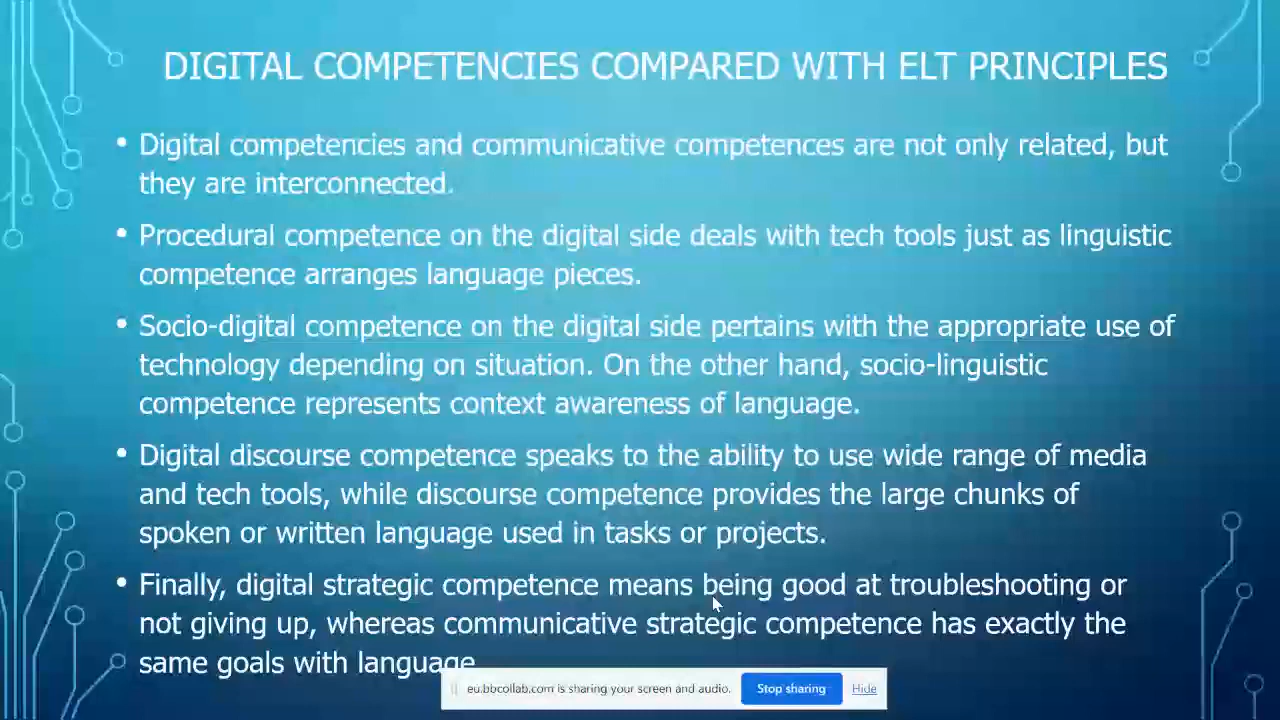 DIGITAL COMPETENCIES COMPARED WITH ELT PRINCIPLES
• Digital competencies and communicative competences are not only related, but
they are interconnected.
• Procedural competence on the digital side deals with tech tools just as linguistic
competence arranges language pieces.
• Socio-digital competence on the digital side pertains with the appropriate use of
technology depending on situation. On the other hand, socio-linguistic
competence represents context awareness of language.
• Digital discourse competence speaks to the ability to use wide range of media
and tech tools, while discourse competence provides the large chunks of
spoken or written language used in tasks or projects.
• Finally, digital strategic competence means being good at troubleshooting or
not giving up, whereas communicative strategic competence has exactly the
same goals with language
eu.bbcollab.com is sharing your screen and audio. Stop sharing Hide